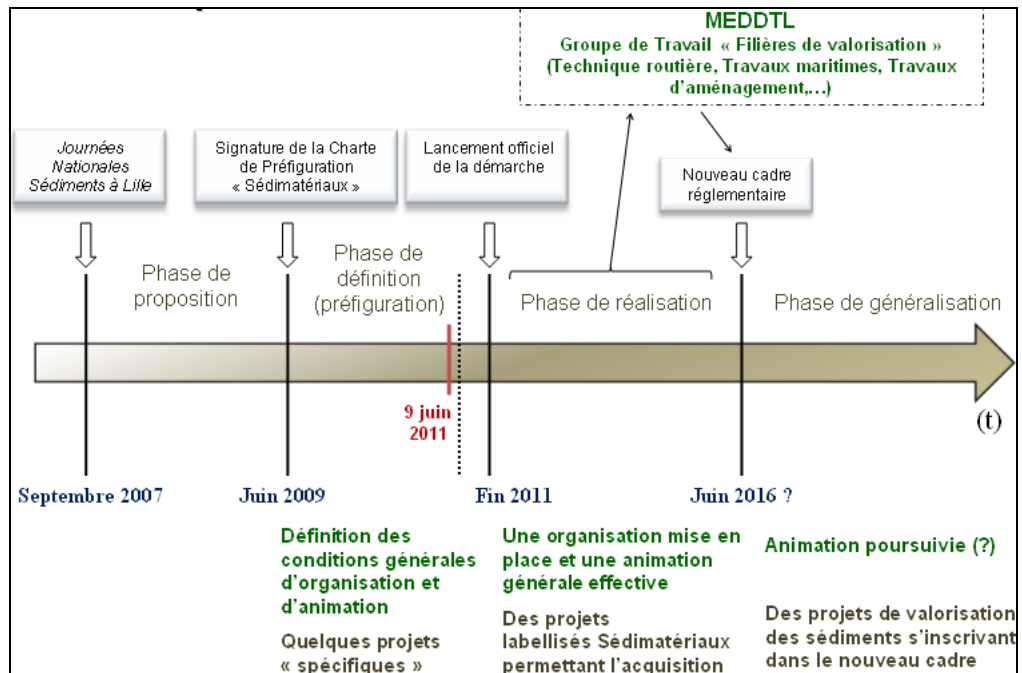 MEDDTL
Groupe de Travail « Filières de valorisation »
(Technique routière, Travaux maritimes, Travaux
d’aménagement,…)
Journées
Nationales
Sédiments à Lille
Signature de la Charte
de Préfiguration
« Sédimatériaux »
Lancement officiel
de la démarche
Nouveau cadre
réglementaire
Phase de
proposition
Phase de
définition
(préfiguration)
Phase de réalisation
Phase de généralisation
9 juin
2011
(t)
Septembre 2007
Juin 2009
Fin 2011
Juin 2016 ?
Définition des
conditions générales
d’organisation et
d’animation
Quelques projets
« spécifiques »
Une organisation mise en
place et une animation
générale effective
Des projets
labellisés Sédimatériaux
permettant l’acquisition
Animation poursuivie (?)
Des projets de valorisation
des sédiments s’inscrivant
dans le nouveau cadre